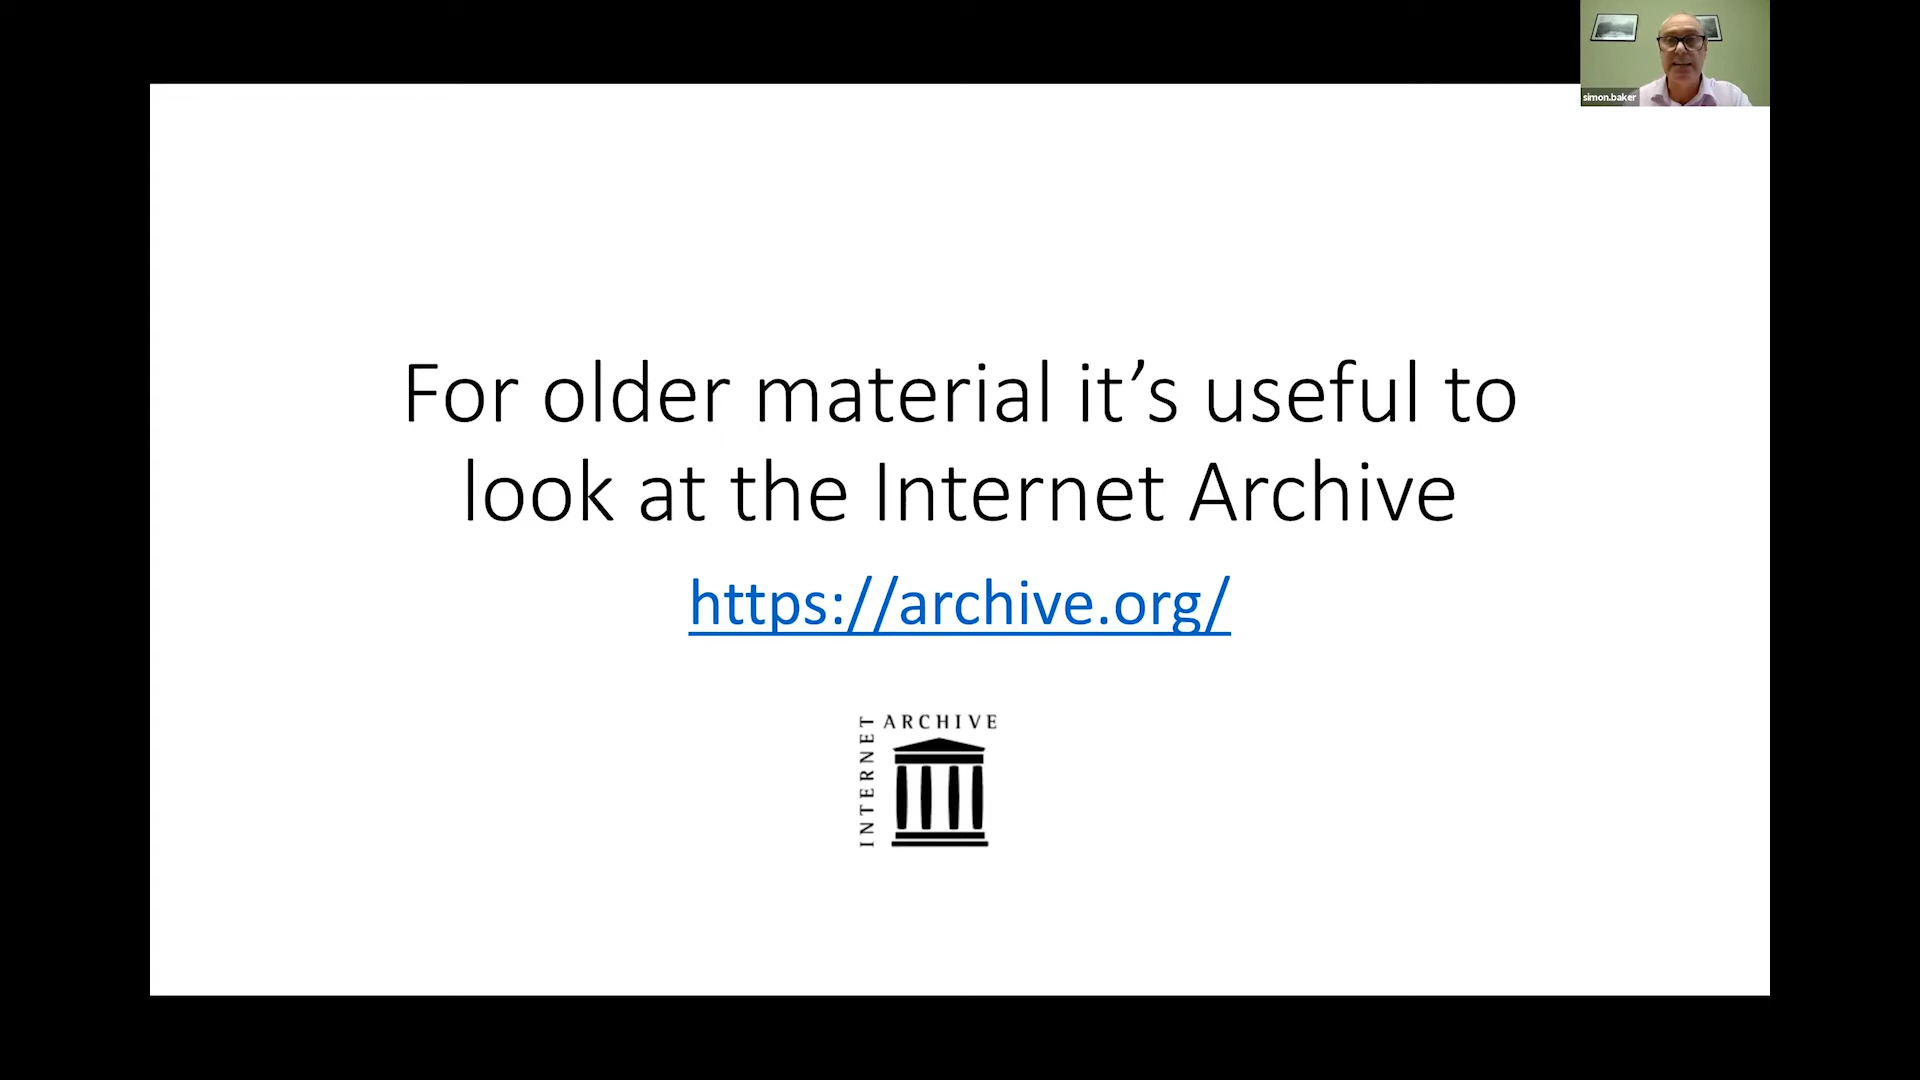 simon.baker
For older material it’s useful to
look at the Internet Archive
https://archive.org/
INTERNET
ARCHIVE